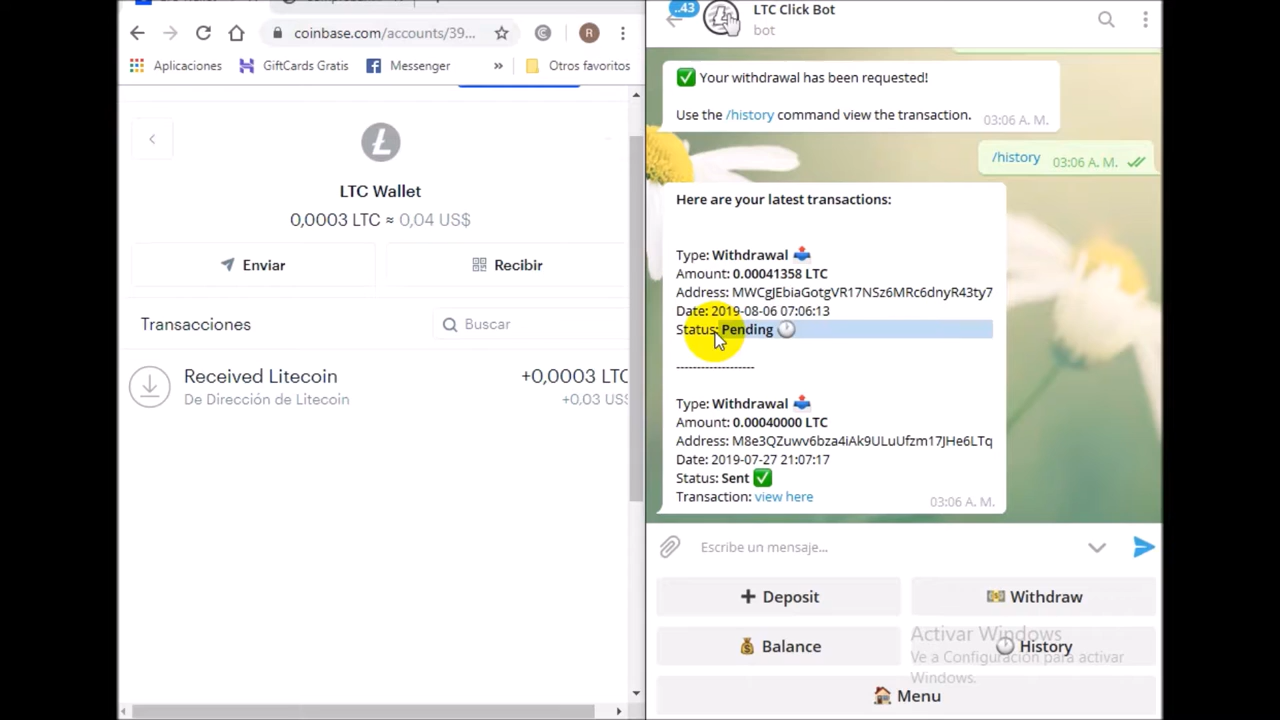 coinbase.com/accounts/39...
R
Aplicaciones
GiftCards Gratis
Messenger
»
Otros favoritos
LTC Wallet
0,0003 LTC ≈ 0,04 US$
Enviar
Recibir
Transacciones
Buscar
Received Litecoin
+0,0003 LTC
De Dirección de Litecoin
+0,03 US$
..43
LTC Click Bot
bot
✅ Your withdrawal has been requested!
Use the /history command view the transaction.
03:06 A. M.
/history
03:06 A. M.
Here are your latest transactions:
Type: Withdrawal 📤
Amount: 0.00041358 LTC
Address: MWCgJEbiaGotgVR17NSz6MRc6dnyR43ty7
Date: 2019-08-06 07:06:13
Status: Pending 🕐
-------------------
Type: Withdrawal 📤
Amount: 0.00040000 LTC
Address: M8e3QZuwv6bza4iAk9ULuUfzm17JHe6LTq
Date: 2019-07-27 21:07:17
Status: Sent ✅
Transaction: view here
03:06 A. M.
Escribe un mensaje...
➕ Deposit
💵 Withdraw
💰 Balance
🕐 History
🏠 Menu
Activar Windows
Ve a Configuración para activar
Windows.